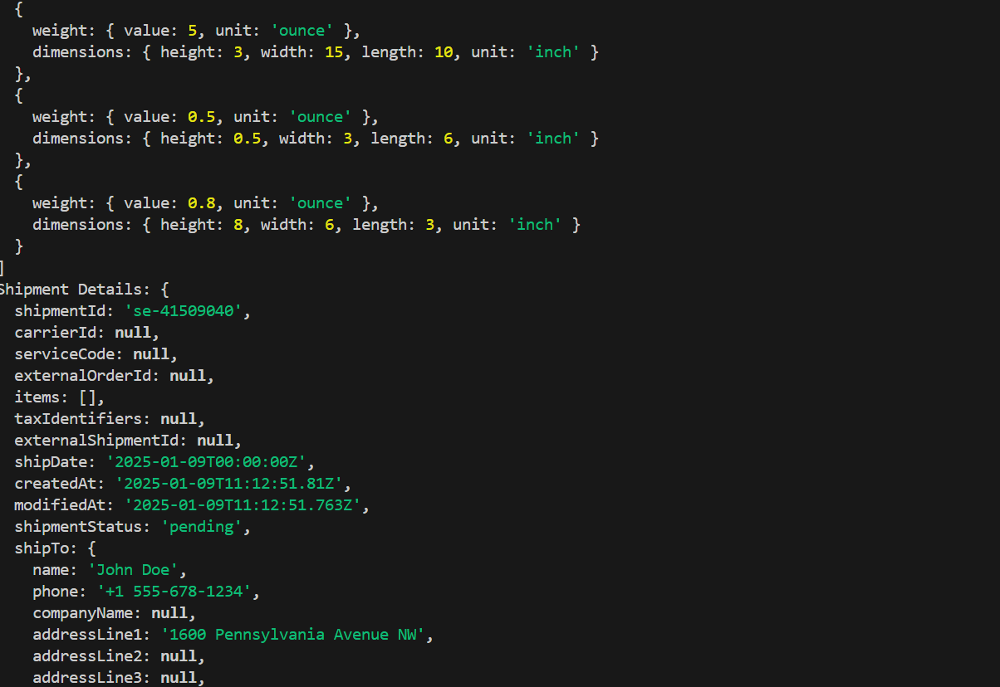 {
weight: { value: 5, unit: 'ounce' },
dimensions: { height: 3, width: 15, length: 10, unit: 'inch' }
},
{
weight: { value: 0.5, unit: 'ounce' },
dimensions: { height: 0.5, width: 3, length: 6, unit: 'inch' }
},
{
weight: { value: 0.8, unit: 'ounce' },
dimensions: { height: 8, width: 6, length: 3, unit: 'inch' }
}
]
Shipment Details: {
shipmentId: 'se-41509040',
carrierId: null,
serviceCode: null,
externalOrderId: null,
items: [],
taxIdentifiers: null,
externalShipmentId: null,
shipDate: '2025-01-09T00:00:00Z',
createdAt: '2025-01-09T11:12:51.81Z',
modifiedAt: '2025-01-09T11:12:51.763Z',
shipmentStatus: 'pending',
shipTo: {
name: 'John Doe',
phone: '+1 555-678-1234',
companyName: null,
addressLine1: '1600 Pennsylvania Avenue NW',
addressLine2: null,
addressLine3: null,